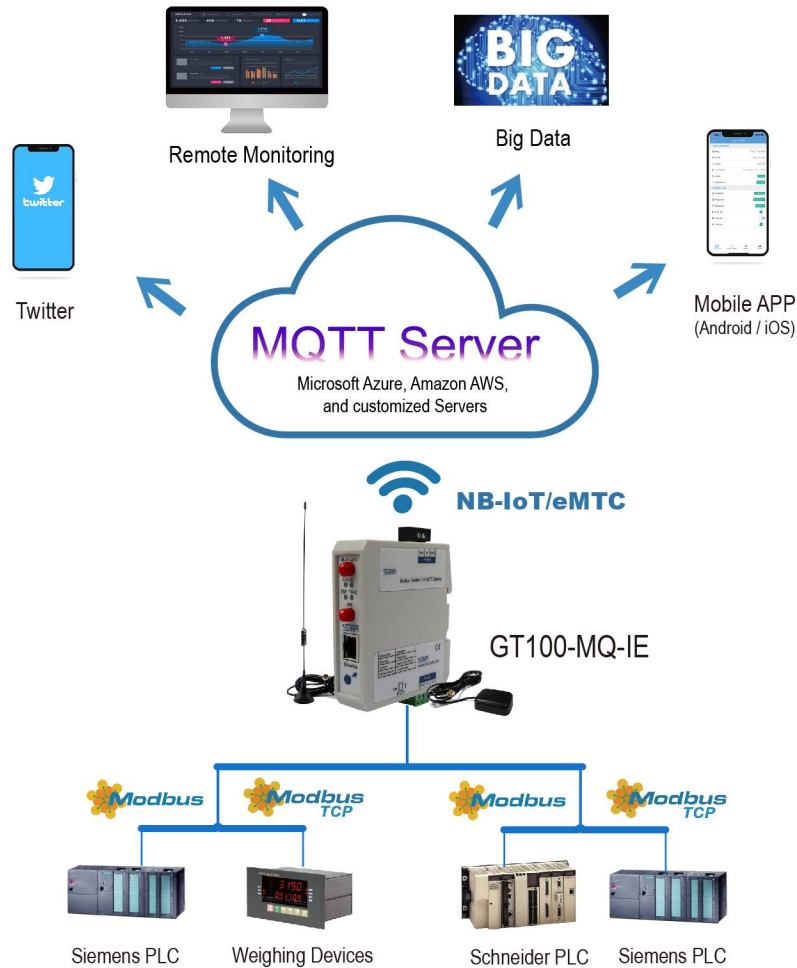 Remote Monitoring
BIG
DATA
Big Data
twitter
Twitter
Mobile APP
(Android / iOS)
MQTT Server
Microsoft Azure, Amazon AWS,
and customized Servers
NB-IoT/eMTC
GT100-MQ-IE
Modbus
Modbus
TCP
Modbus
Modbus
TCP
3190
Siemens PLC
Weighing Devices
Schneider PLC
Siemens PLC